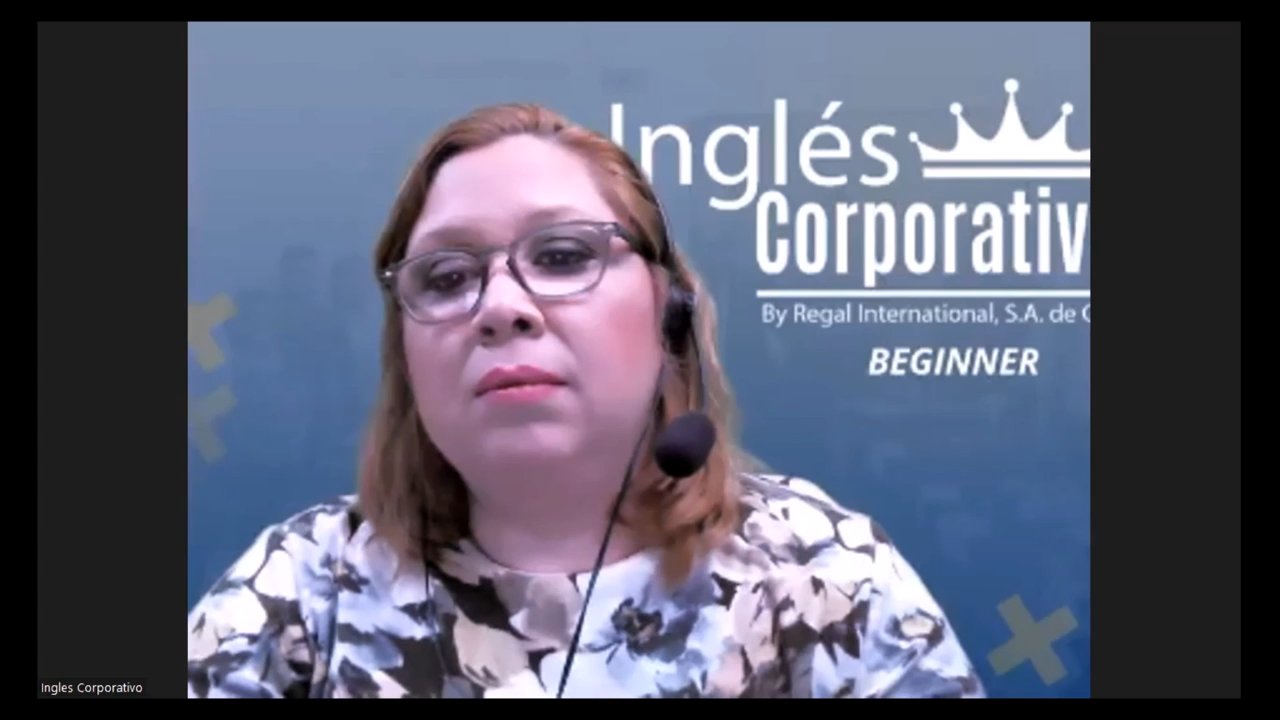 Inglés
Corporativ
By Regal International, S.A. de C
BEGINNER
Ingles Corporativo